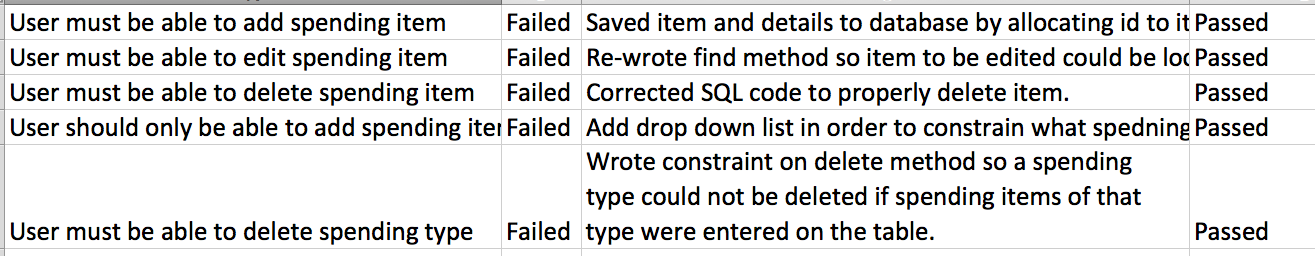 User must be able to add spending item Failed Saved item and details to database by allocating id to it Passed
User must be able to edit spending item Failed Re-wrote find method so item to be edited could be loc Passed
User must be able to delete spending item Failed Corrected SQL code to properly delete item. Passed
User should only be able to add spending iter Failed Add drop down list in order to constrain what spedning Passed
Wrote constraint on delete method so a spending
type could not be deleted if spending items of that
User must be able to delete spending type Failed type were entered on the table. Passed